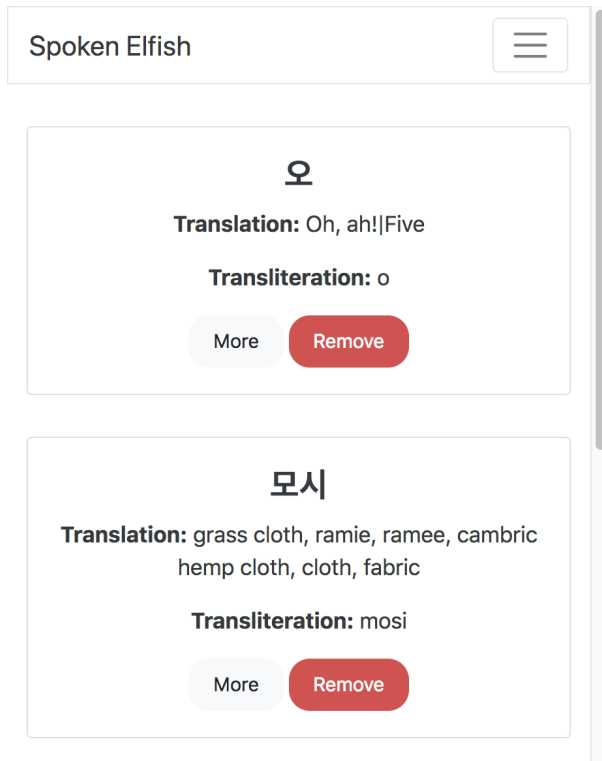 Spoken Elfish
오
Translation: Oh, ah!|Five
Transliteration: o
More Remove
모시
Translation: grass cloth, ramie, ramee, cambric
hemp cloth, cloth, fabric
Transliteration: mosi
More Remove